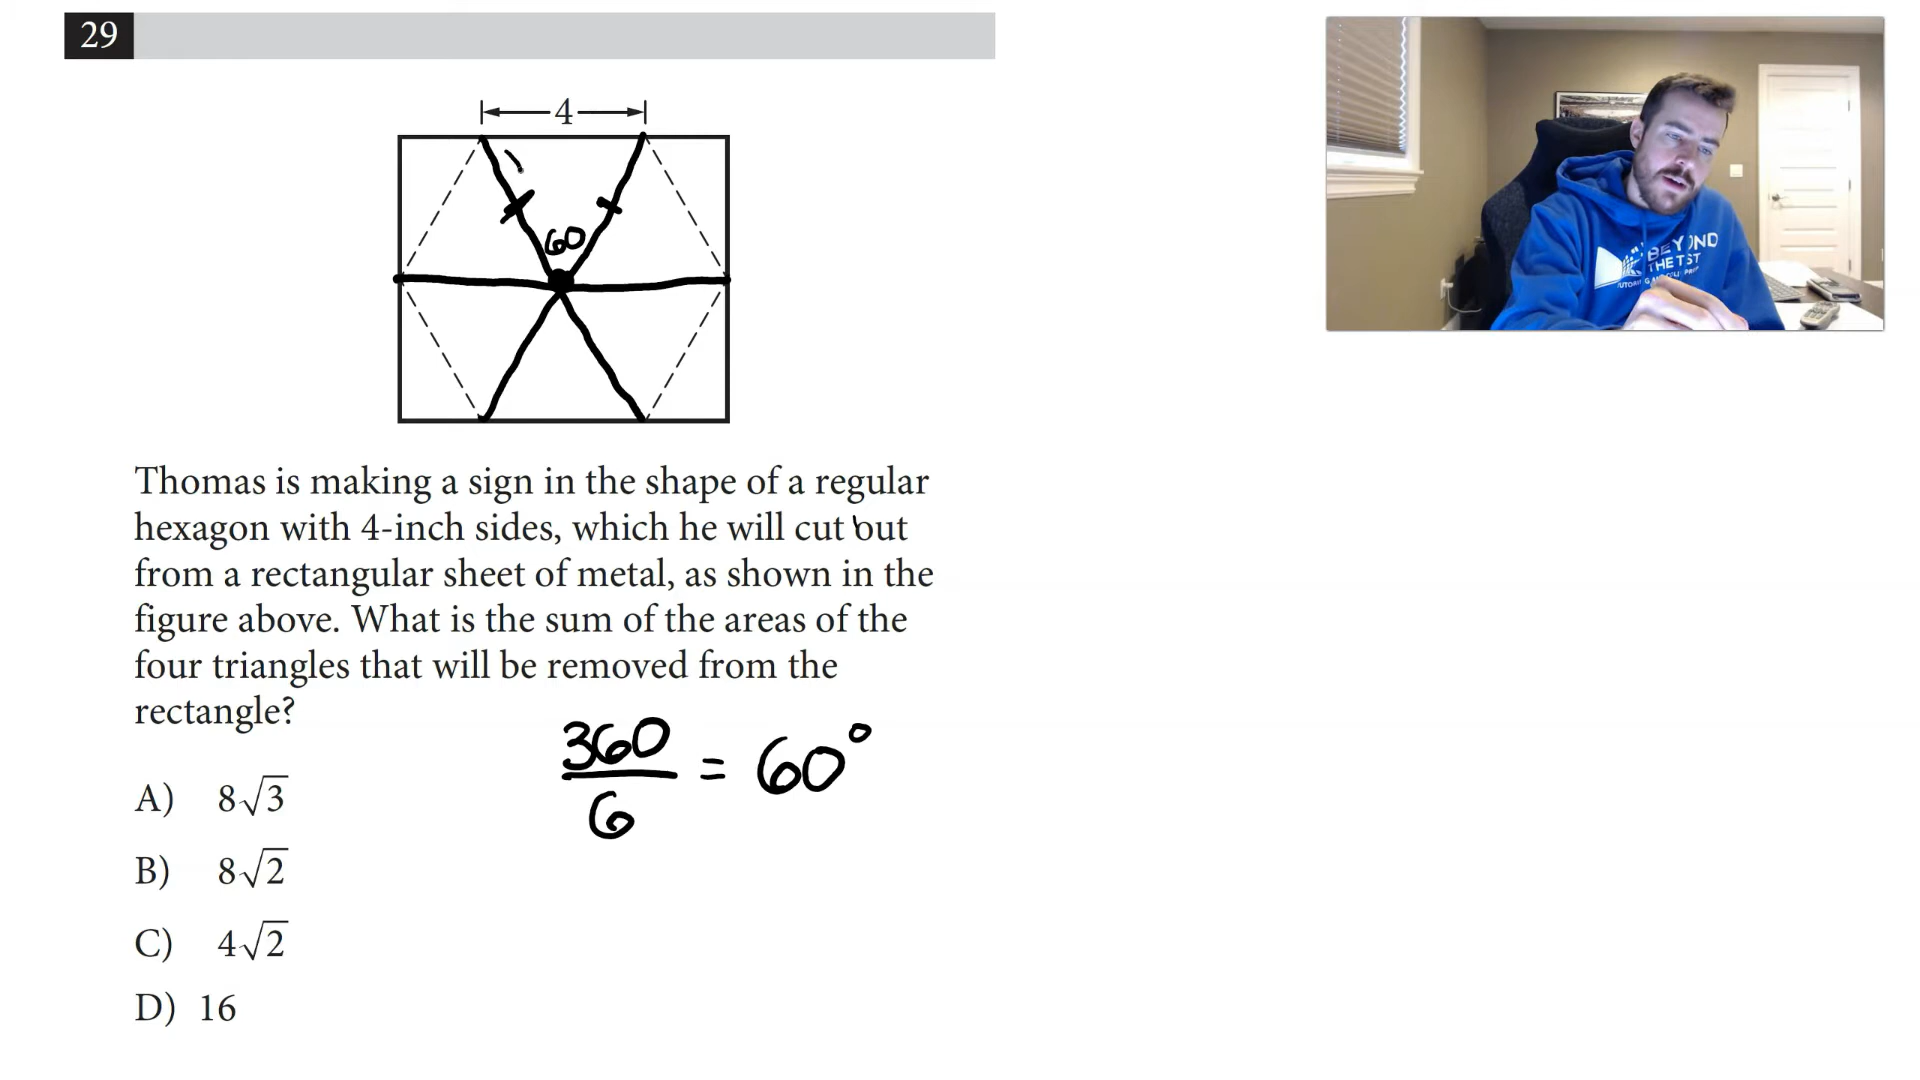 29
4
60
Thomas is making a sign in the shape of a regular
hexagon with 4-inch sides, which he will cut out
from a rectangular sheet of metal, as shown in the
figure above. What is the sum of the areas of the
four triangles that will be removed from the
rectangle?
360/6 = 60°
A) 8√3
B) 8√2
C) 4√2
D) 16
BEYOND
THE TEST